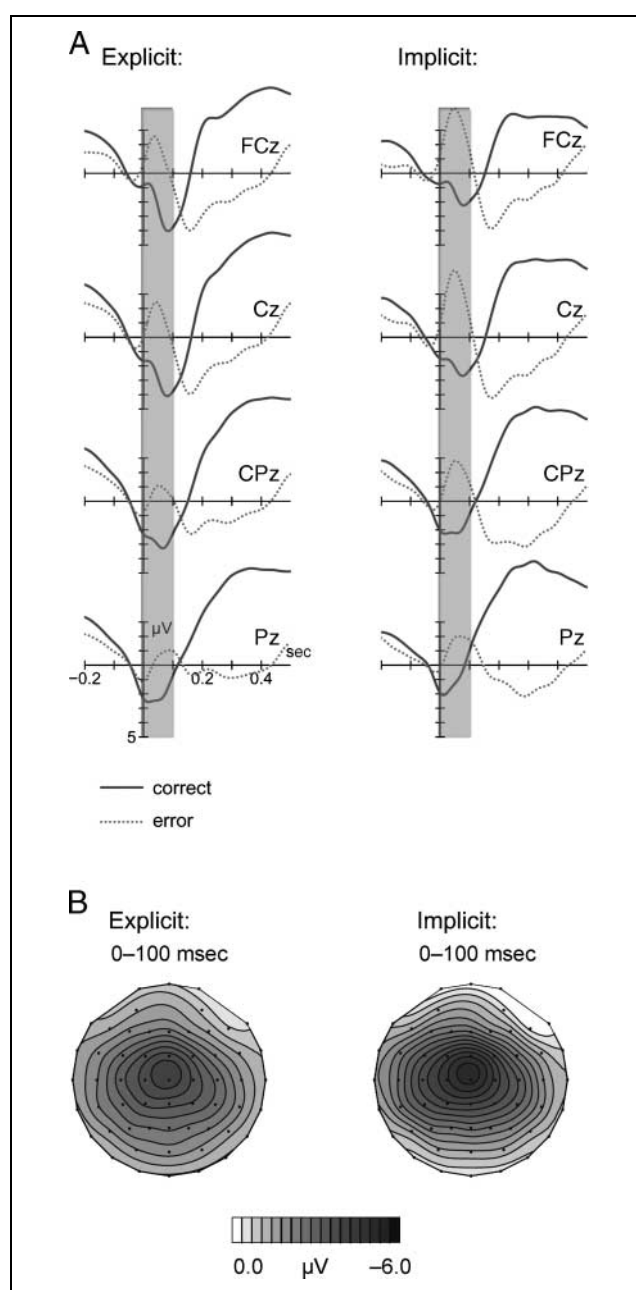 A
Explicit: Implicit:
FCz FCz
Cz Cz
CPz CPz
µV
Pz Pz
sec
−0.2 0.2 0.4
5
correct
error
B
Explicit: Implicit:
0–100 msec 0–100 msec
0.0 µV −6.0